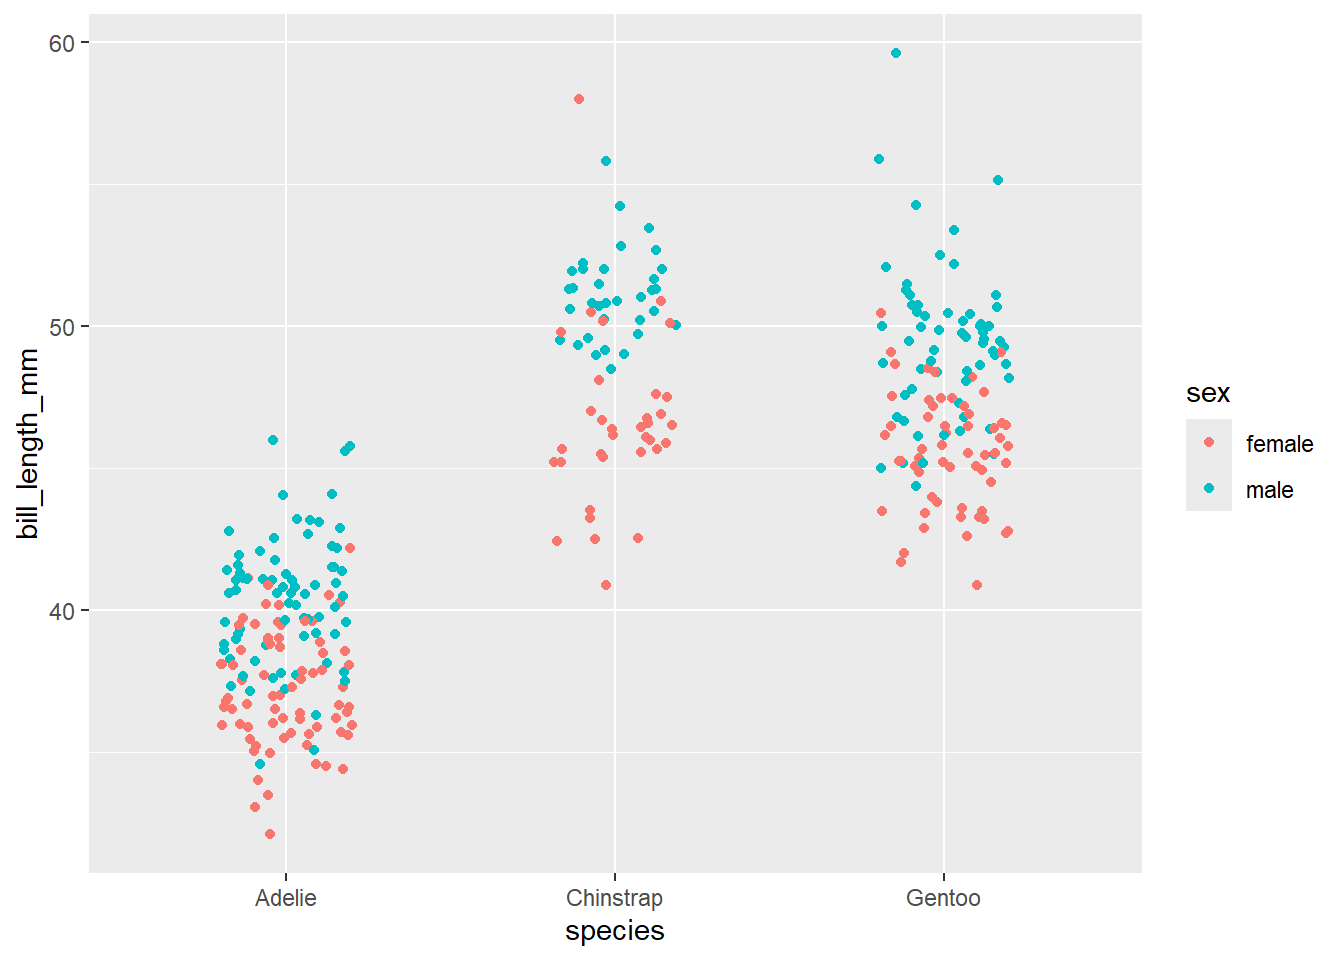 60
50
40
bill_length_mm
Adelie
Chinstrap
Gentoo
species
sex
female
male